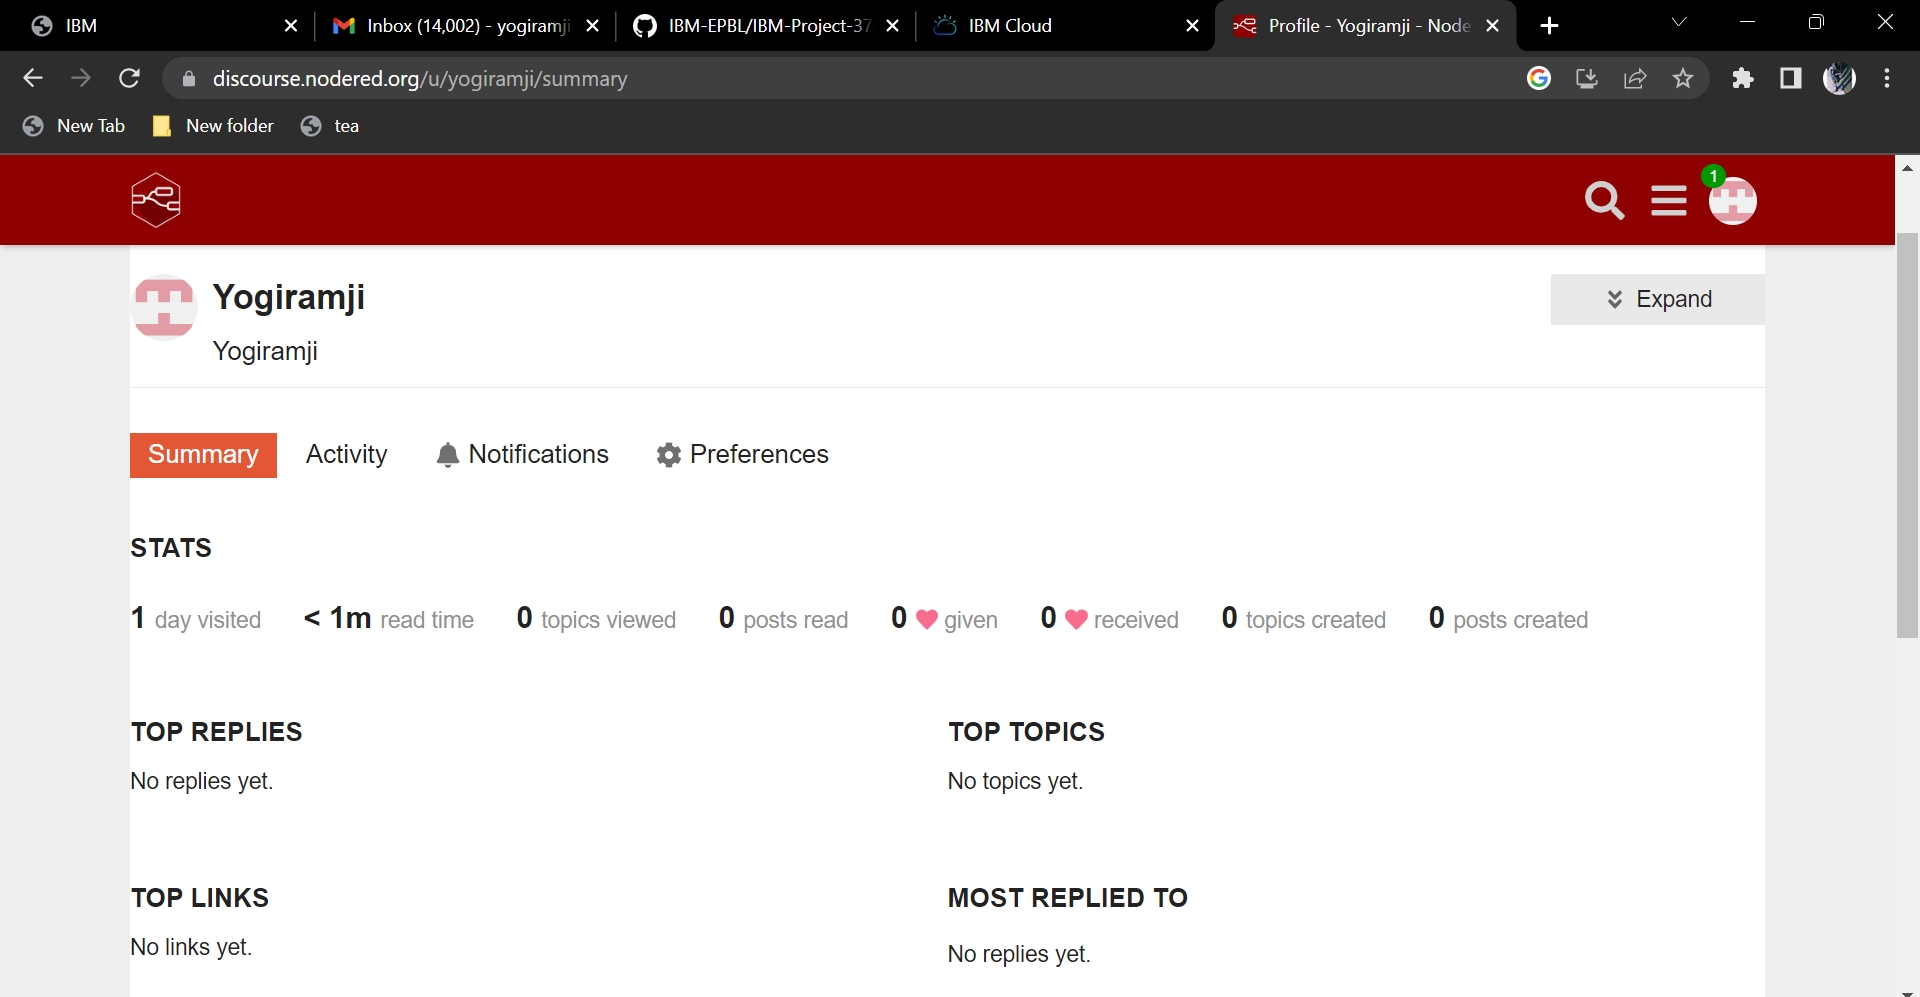 IBM
Inbox (14,002) - yogiramji
IBM-EPBL/IBM-Project-37
IBM Cloud
Profile - Yogiramji - Node
discourse.nodered.org/u/yogiramji/summary
New Tab
New folder
tea
1
Yogiramji
Expand
Yogiramji
Summary
Activity
Notifications
Preferences
STATS
1 day visited
< 1m read time
0 topics viewed
0 posts read
0 given
0 received
0 topics created
0 posts created
TOP REPLIES
No replies yet.
TOP TOPICS
No topics yet.
TOP LINKS
No links yet.
MOST REPLIED TO
No replies yet.